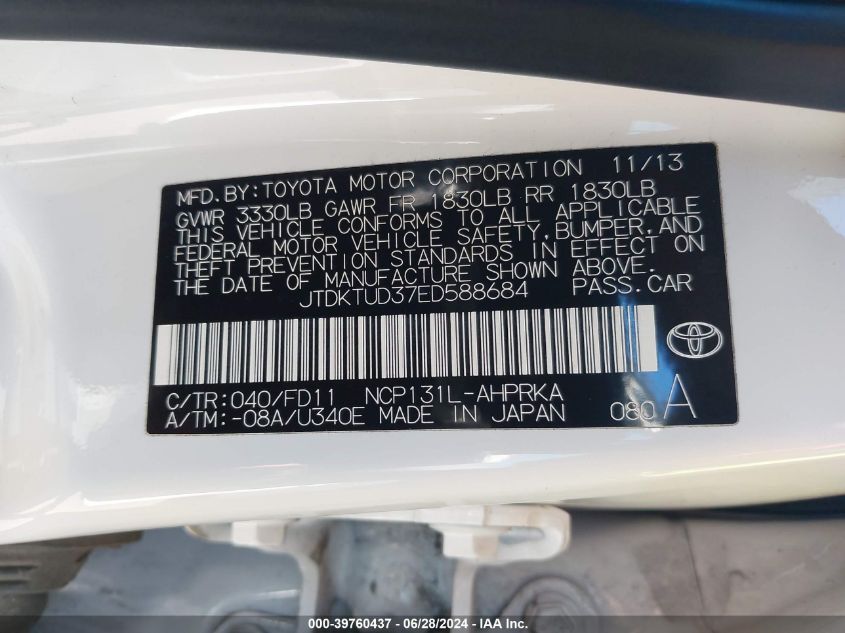 MFD.BY:TOYOTA MOTOR CORPORATION 11/13
GVWR 3330LB GAWR FR 1830LB RR 1830LB
THIS VEHICLE CONFORMS TO ALL APPLICABLE
FEDERAL MOTOR VEHICLE SAFETY,BUMPER,AND
THEFT PREVENTION STANDARDS IN EFFECT ON
THE DATE OF MANUFACTURE SHOWN ABOVE.
JTDKTUD37ED588684 PASS.CAR
C/TR:040/FD11 NCP131L-AHPRKA
A/TM:-08A/U340E MADE IN JAPAN 080 A
000-39760437 - 06/28/2024 - IAA Inc.